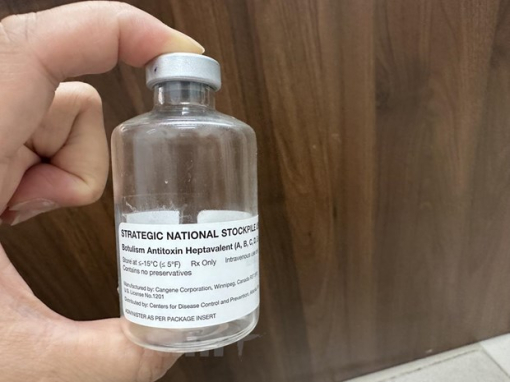 STRATEGIC NATIONAL STOCKPILE
Botulism Antitoxin Heptavalent (A, B, C, D,
Store at ≤-15°C (≤ 5°F) Rx Only Intravenous
Contains no preservatives
Manufactured by: Cangene Corporation, Winnipeg, Canada
U.S. License No.1201
Distributed by: Centers for Disease Control and Prevention,
ADMINISTER AS PER PACKAGE INSERT